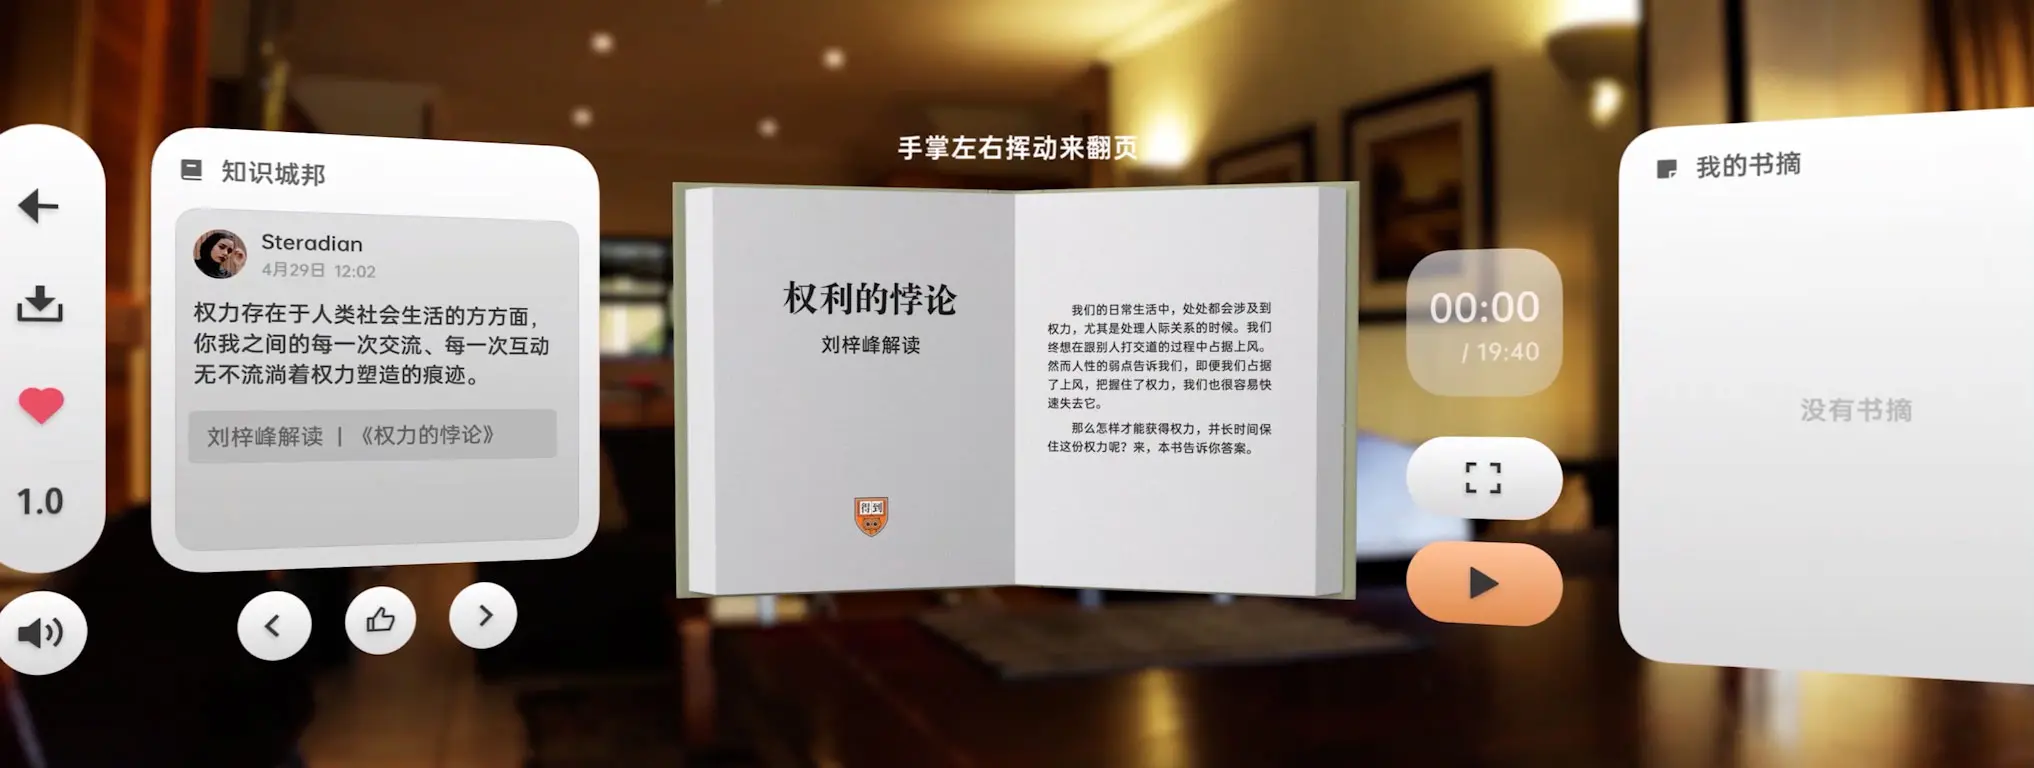 手掌左右挥动来翻页
知识城邦
Steradian
4月29日 12:02
权力存在于人类社会生活的方方面，
你我之间的每一次交流、每一次互动
无不流淌着权力塑造的痕迹。
刘梓峰解读 | 《权力的悖论》
1.0
权利的悖论
刘梓峰解读
得到
我们的日常生活中，处处都会涉及到
权力，尤其是处理人际关系的时候。我们
终想在跟别人打交道的过程中占据上风。
然而人性的弱点告诉我们，即便我们占据
了上风，把握住了权力，我们也很容易快
速失去它。
那么怎样才能获得权力，并长时间保
住这份权力呢？来，本书告诉你答案。
00:00
/ 19:40
我的书摘
没有书摘